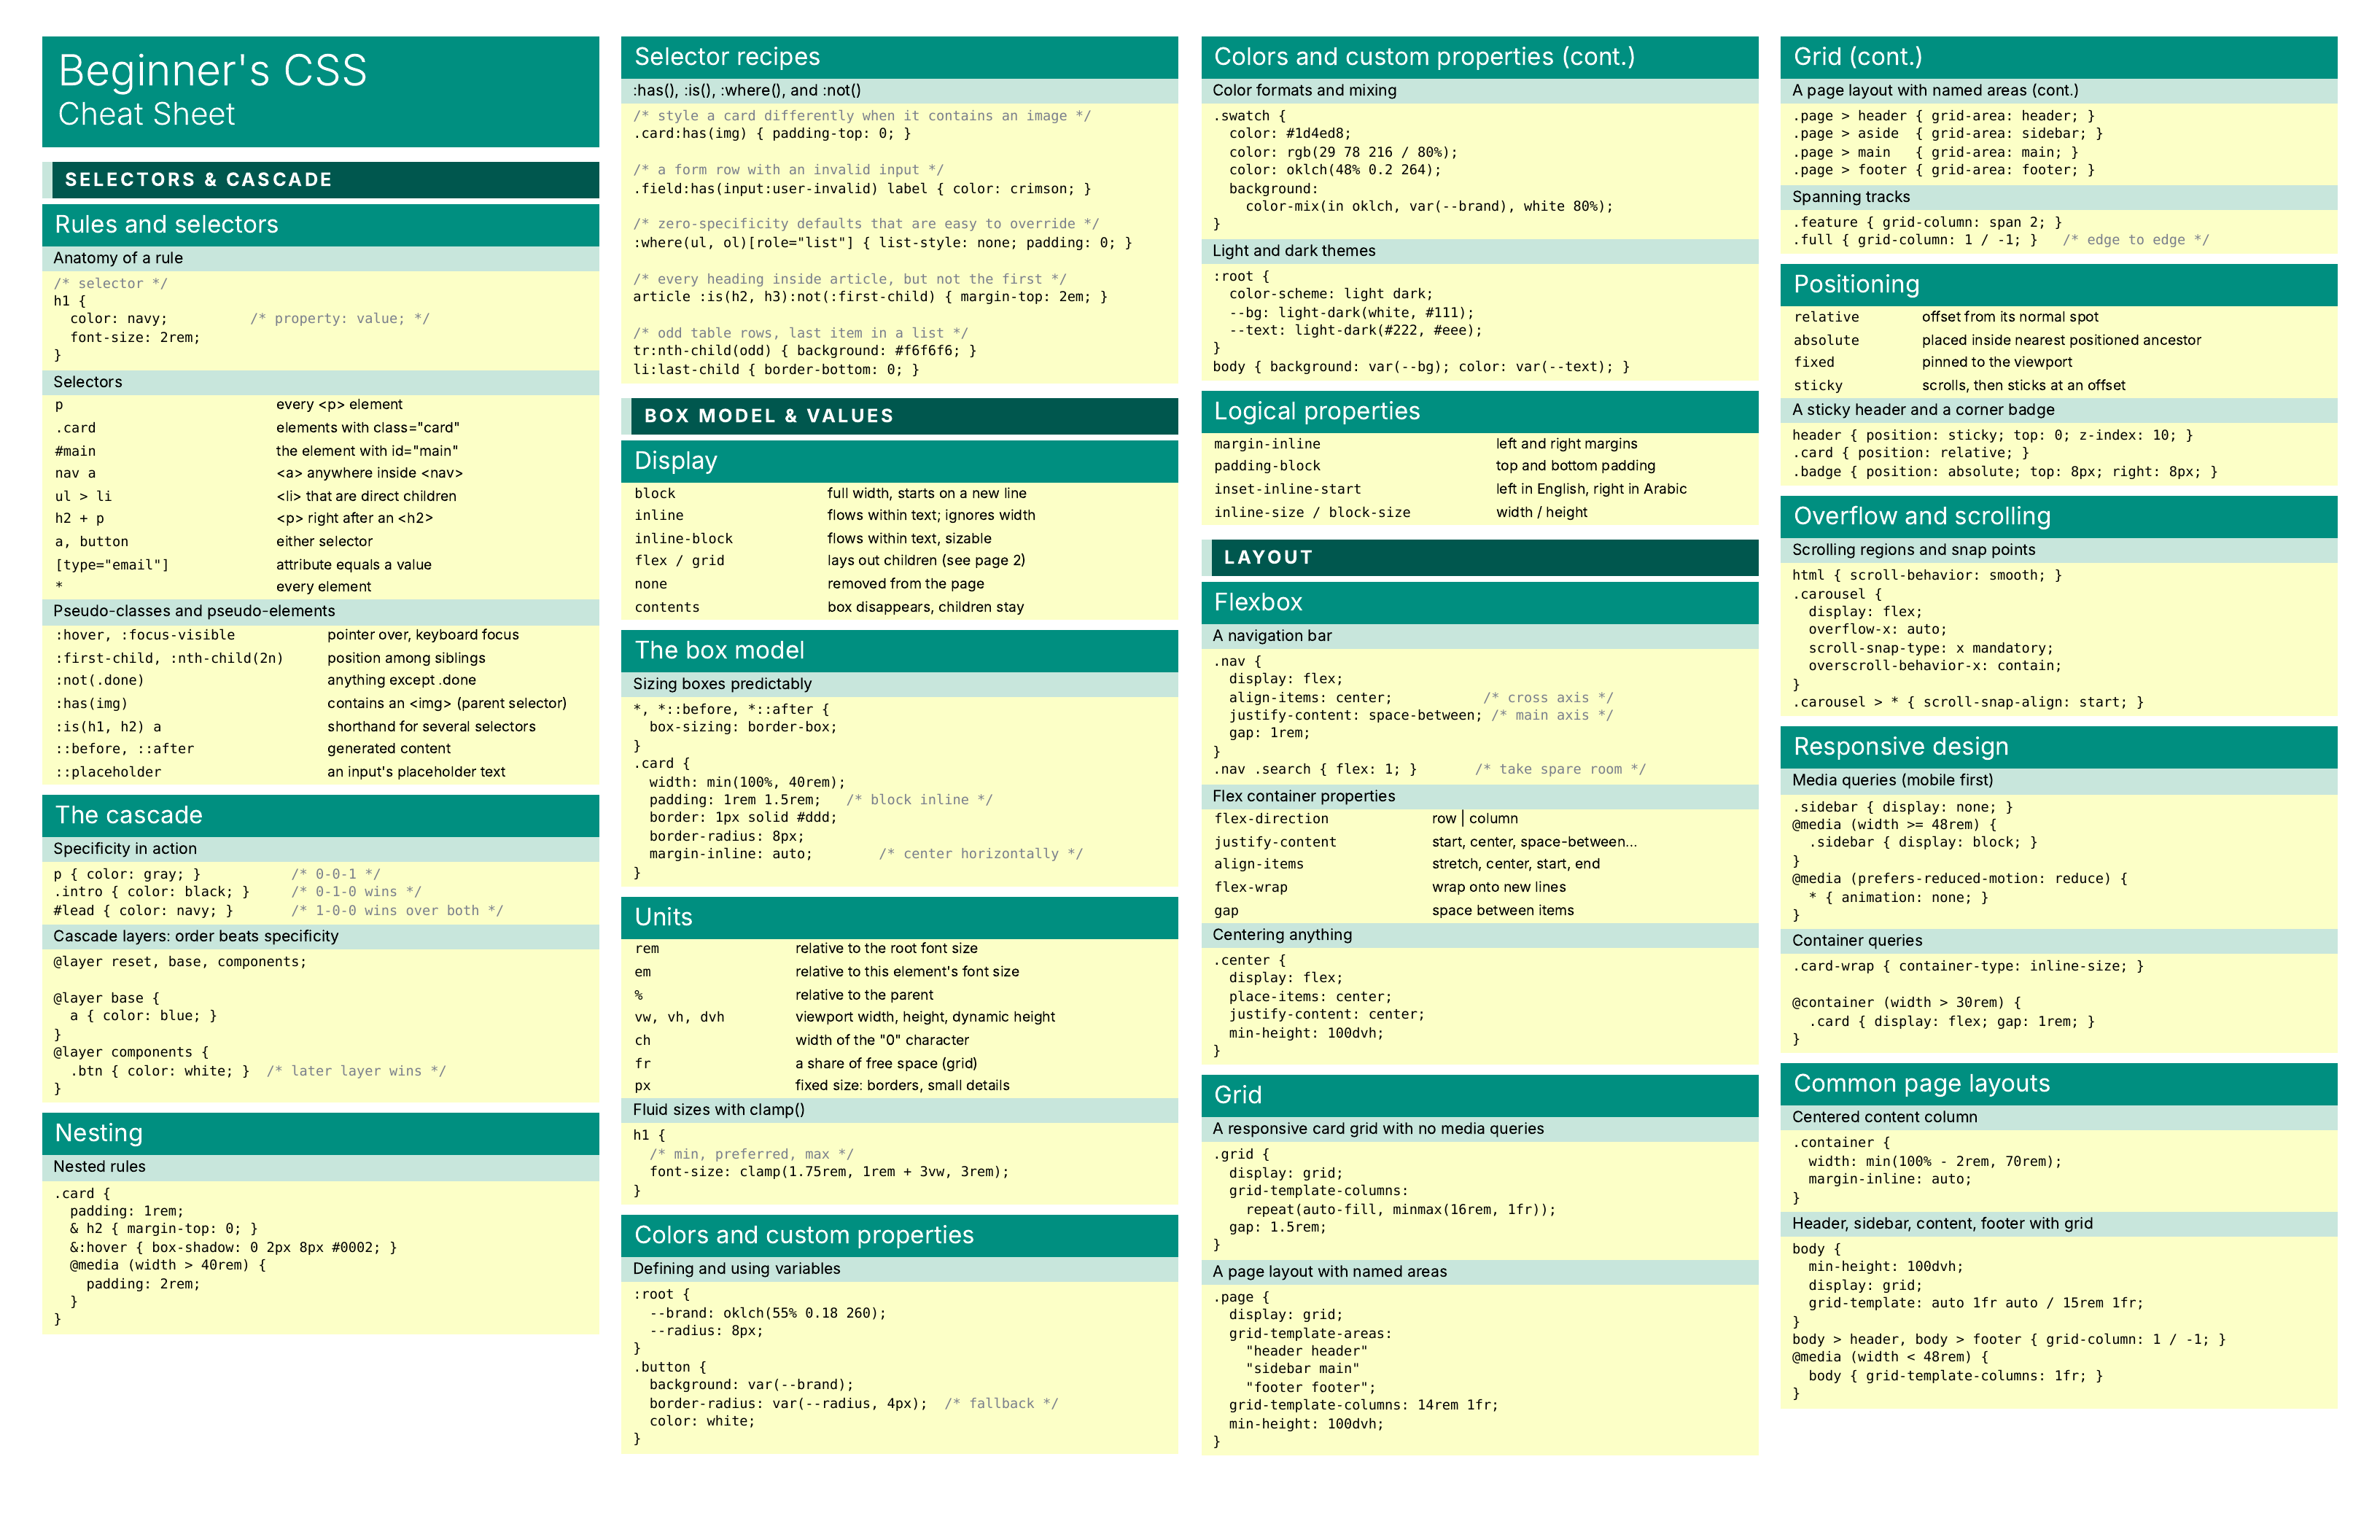 Beginner's CSS
Cheat Sheet
SELECTORS & CASCADE
Rules and selectors
Anatomy of a rule
/* selector */
h1 {
  color: navy;          /* property: value; */
  font-size: 2rem;
}
Selectors
p    every <p> element
.card    elements with class="card"
#main    the element with id="main"
nav a    <a> anywhere inside <nav>
ul > li    <li> that are direct children
h2 + p    <p> right after an <h2>
a, button    either selector
[type="email"]    attribute equals a value
*    every element
Pseudo-classes and pseudo-elements
:hover, :focus-visible    pointer over, keyboard focus
:first-child, :nth-child(2n)    position among siblings
:not(.done)    anything except .done
:has(img)    contains an <img> (parent selector)
:is(h1, h2) a    shorthand for several selectors
::before, ::after    generated content
::placeholder    an input's placeholder text
The cascade
Specificity in action
p { color: gray; }           /* 0-0-1 */
.intro { color: black; }     /* 0-1-0 wins */
#lead { color: navy; }       /* 1-0-0 wins over both */
Cascade layers: order beats specificity
@layer reset, base, components;

@layer base {
  a { color: blue; }
}
@layer components {
  .btn { color: white; }  /* later layer wins */
}
Nesting
Nested rules
.card {
  padding: 1rem;
  & h2 { margin-top: 0; }
  &:hover { box-shadow: 0 2px 8px #0002; }
  @media (width > 40rem) {
    padding: 2rem;
  }
}
Selector recipes
:has(), :is(), :where(), and :not()
/* style a card differently when it contains an image */
.card:has(img) { padding-top: 0; }

/* a form row with an invalid input */
.field:has(input:user-invalid) label { color: crimson; }

/* zero-specificity defaults that are easy to override */
:where(ul, ol)[role="list"] { list-style: none; padding: 0; }

/* every heading inside article, but not the first */
article :is(h2, h3):not(:first-child) { margin-top: 2em; }

/* odd table rows, last item in a list */
tr:nth-child(odd) { background: #f6f6f6; }
li:last-child { border-bottom: 0; }
BOX MODEL & VALUES
Display
block    full width, starts on a new line
inline    flows within text; ignores width
inline-block    flows within text, sizable
flex / grid    lays out children (see page 2)
none    removed from the page
contents    box disappears, children stay
The box model
Sizing boxes predictably
*, *::before, *::after {
  box-sizing: border-box;
}
.card {
  width: min(100%, 40rem);
  padding: 1rem 1.5rem;   /* block inline */
  border: 1px solid #ddd;
  border-radius: 8px;
  margin-inline: auto;        /* center horizontally */
}
Units
rem    relative to the root font size
em    relative to this element's font size
%    relative to the parent
vw, vh, dvh    viewport width, height, dynamic height
ch    width of the "0" character
fr    a share of free space (grid)
px    fixed size: borders, small details
Fluid sizes with clamp()
h1 {
  /* min, preferred, max */
  font-size: clamp(1.75rem, 1rem + 3vw, 3rem);
}
Colors and custom properties
Defining and using variables
:root {
  --brand: oklch(55% 0.18 260);
  --radius: 8px;
}
.button {
  background: var(--brand);
  border-radius: var(--radius, 4px);  /* fallback */
  color: white;
}
Colors and custom properties (cont.)
Color formats and mixing
.swatch {
  color: #1d4ed8;
  color: rgb(29 78 216 / 80%);
  color: oklch(48% 0.2 264);
  background:
    color-mix(in oklch, var(--brand), white 80%);
}
Light and dark themes
:root {
  color-scheme: light dark;
  --bg: light-dark(white, #111);
  --text: light-dark(#222, #eee);
}
body { background: var(--bg); color: var(--text); }
Logical properties
margin-inline    left and right margins
padding-block    top and bottom padding
inset-inline-start    left in English, right in Arabic
inline-size / block-size    width / height
LAYOUT
Flexbox
A navigation bar
.nav {
  display: flex;
  align-items: center;           /* cross axis */
  justify-content: space-between; /* main axis */
  gap: 1rem;
}
.nav .search { flex: 1; }       /* take spare room */
Flex container properties
flex-direction    row | column
justify-content    start, center, space-between…
align-items    stretch, center, start, end
flex-wrap    wrap onto new lines
gap    space between items
Centering anything
.center {
  display: flex;
  place-items: center;
  justify-content: center;
  min-height: 100dvh;
}
Grid
A responsive card grid with no media queries
.grid {
  display: grid;
  grid-template-columns:
    repeat(auto-fill, minmax(16rem, 1fr));
  gap: 1.5rem;
}
A page layout with named areas
.page {
  display: grid;
  grid-template-areas:
    "header header"
    "sidebar main"
    "footer footer";
  grid-template-columns: 14rem 1fr;
  min-height: 100dvh;
}
Grid (cont.)
A page layout with named areas (cont.)
.page > header { grid-area: header; }
.page > aside  { grid-area: sidebar; }
.page > main   { grid-area: main; }
.page > footer { grid-area: footer; }
Spanning tracks
.feature { grid-column: span 2; }
.full { grid-column: 1 / -1; }   /* edge to edge */
Positioning
relative    offset from its normal spot
absolute    placed inside nearest positioned ancestor
fixed    pinned to the viewport
sticky    scrolls, then sticks at an offset
A sticky header and a corner badge
header { position: sticky; top: 0; z-index: 10; }
.card { position: relative; }
.badge { position: absolute; top: 8px; right: 8px; }
Overflow and scrolling
Scrolling regions and snap points
html { scroll-behavior: smooth; }
.carousel {
  display: flex;
  overflow-x: auto;
  scroll-snap-type: x mandatory;
  overscroll-behavior-x: contain;
}
.carousel > * { scroll-snap-align: start; }
Responsive design
Media queries (mobile first)
.sidebar { display: none; }
@media (width >= 48rem) {
  .sidebar { display: block; }
}
@media (prefers-reduced-motion: reduce) {
  * { animation: none; }
}
Container queries
.card-wrap { container-type: inline-size; }

@container (width > 30rem) {
  .card { display: flex; gap: 1rem; }
}
Common page layouts
Centered content column
.container {
  width: min(100% - 2rem, 70rem);
  margin-inline: auto;
}
Header, sidebar, content, footer with grid
body {
  min-height: 100dvh;
  display: grid;
  grid-template: auto 1fr auto / 15rem 1fr;
}
body > header, body > footer { grid-column: 1 / -1; }
@media (width < 48rem) {
  body { grid-template-columns: 1fr; }
}